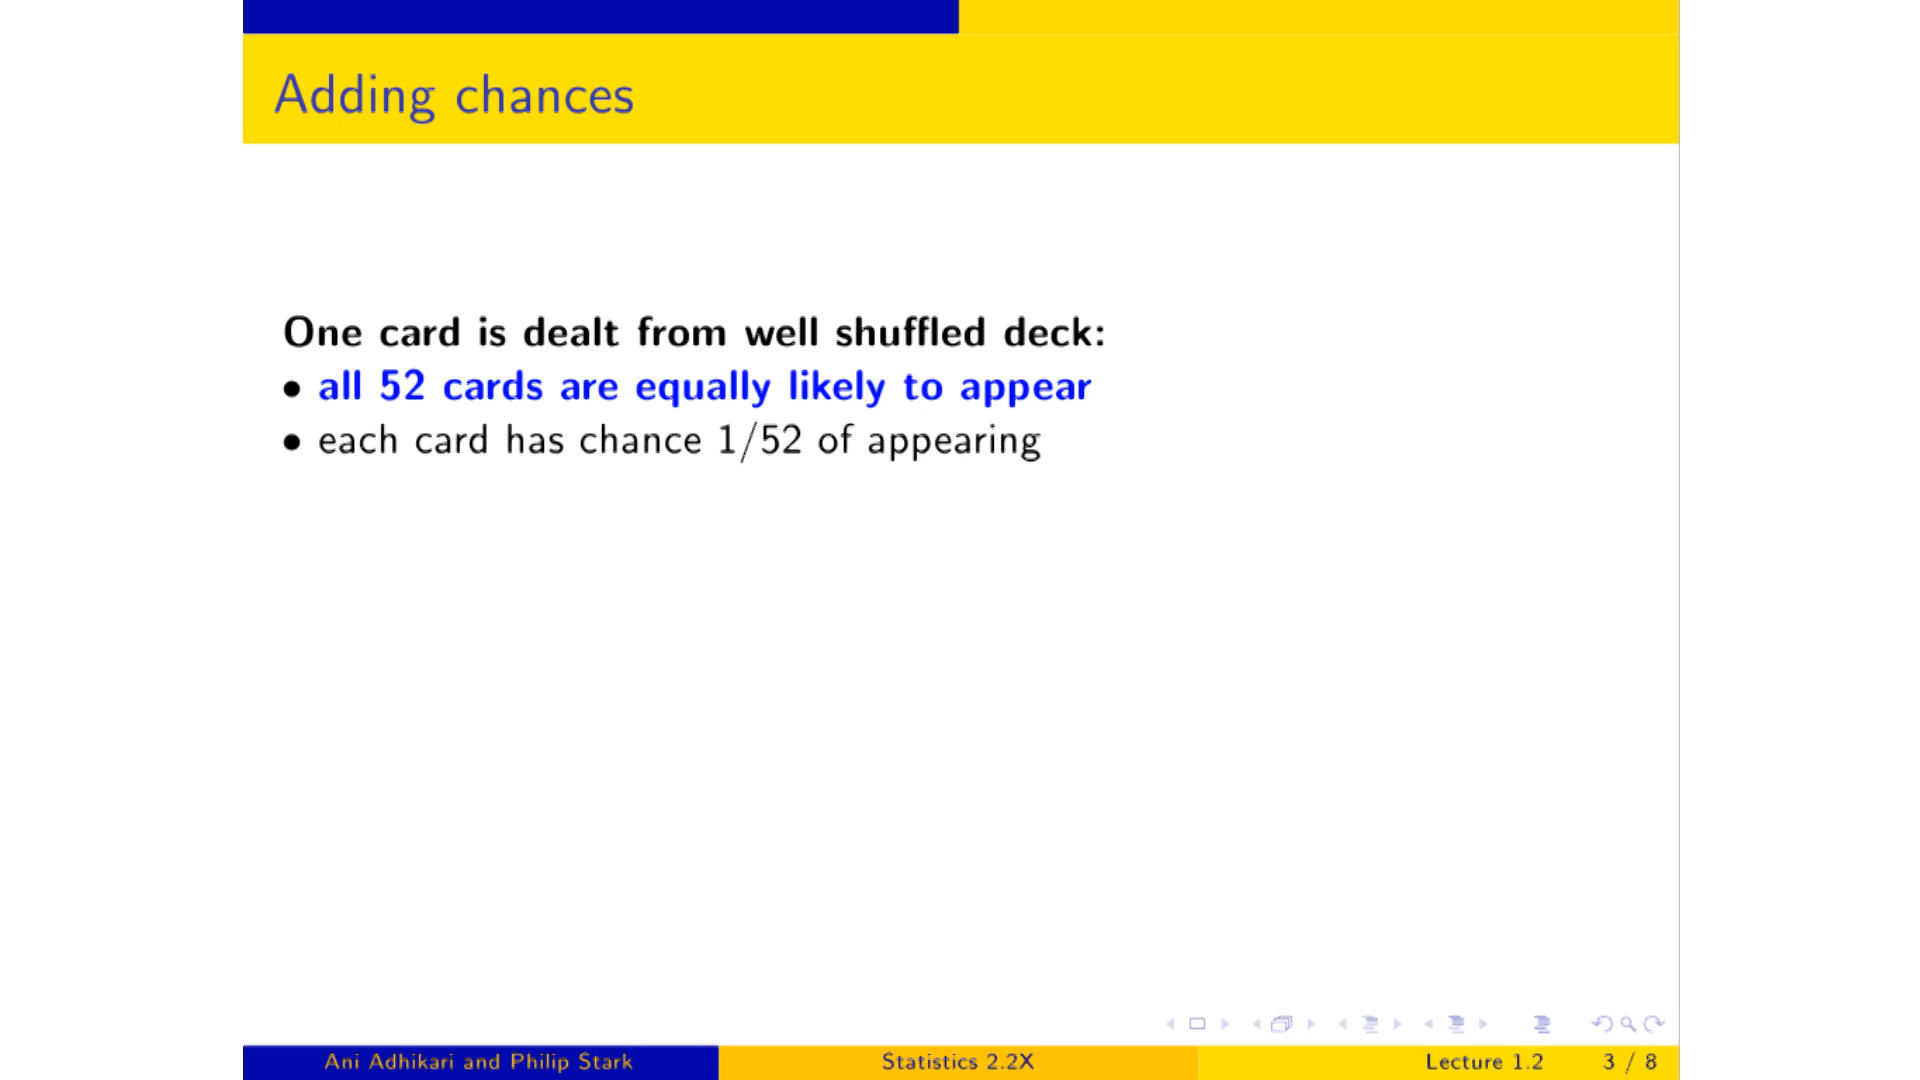 Adding chances
One card is dealt from well shuffled deck:
• all 52 cards are equally likely to appear
• each card has chance 1/52 of appearing
Ani Adhikari and Philip Stark Statistics 2.2X Lecture 1.2 3 / 8